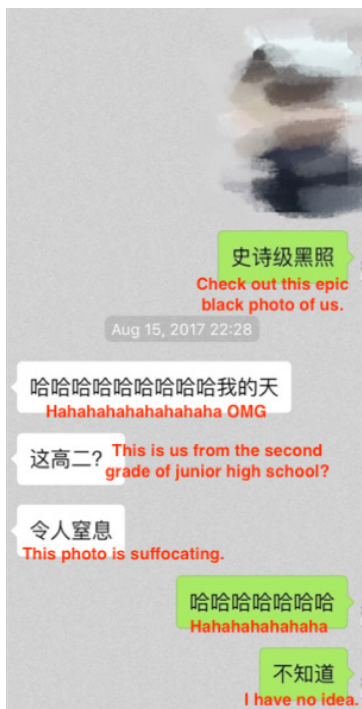 史诗级黑照
Check out this epic
black photo of us.
Aug 15, 2017 22:28
哈哈哈哈哈哈哈哈哈我的天
Hahahahahahahahaha OMG
这高二?
This is us from the second
grade of junior high school?
令人窒息
This photo is suffocating.
哈哈哈哈哈哈哈
Hahahahahahaha
不知道
I have no idea.